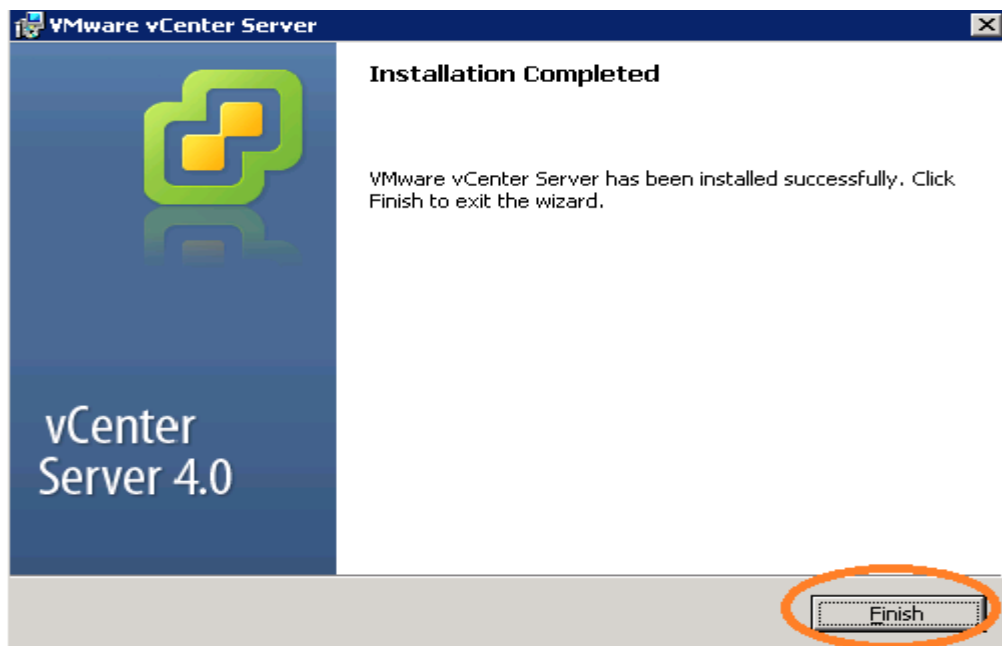 VMware vCenter Server
Installation Completed
VMware vCenter Server has been installed successfully. Click
Finish to exit the wizard.
vCenter
Server 4.0
Finish